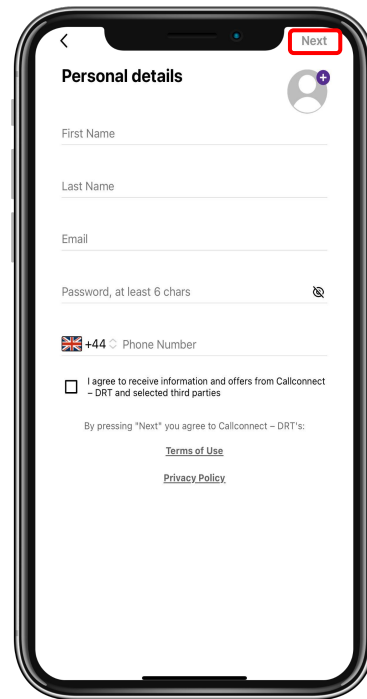 Next
Personal details
First Name
Last Name
Email
Password, at least 6 chars
+44 Phone Number
I agree to receive information and offers from Callconnect
– DRT and selected third parties
By pressing "Next" you agree to Callconnect – DRT's:
Terms of Use
Privacy Policy